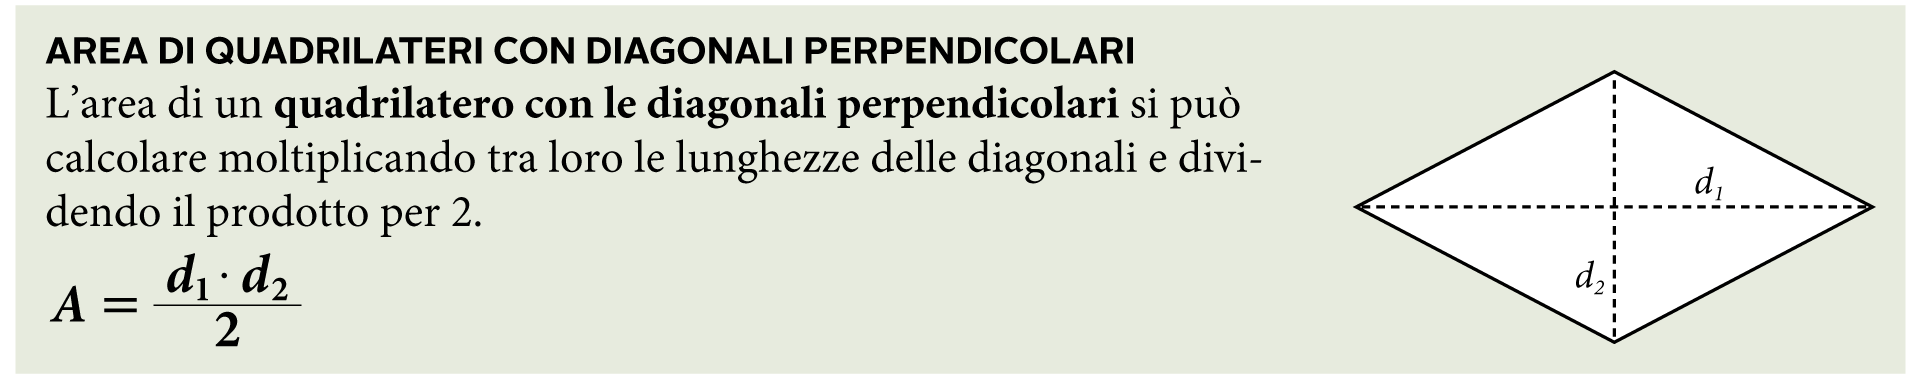 AREA DI QUADRILATERI CON DIAGONALI PERPENDICOLARI
L’area di un quadrilatero con le diagonali perpendicolari si può
calcolare moltiplicando tra loro le lunghezze delle diagonali e divi-
dendo il prodotto per 2.
A = d₁ · d₂ / 2
d₁
d₂